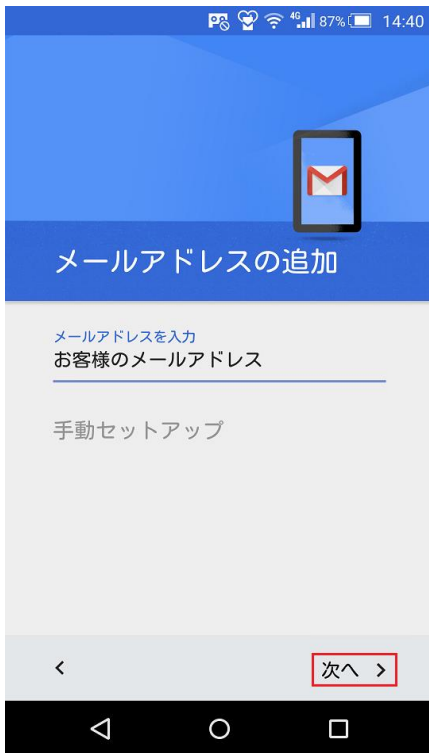 4G 87% 14:40
メールアドレスの追加
メールアドレスを入力
お客様のメールアドレス
手動セットアップ
次へ